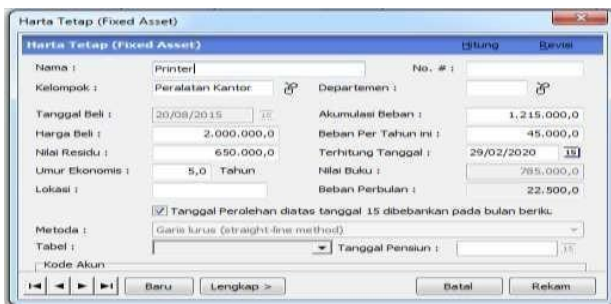 Harta Tetap (Fixed Asset)
Harta Tetap (Fixed Asset) Hitung Revisi
Nama : Printer No. # :
Kelompok : Peralatan Kantor Departemen :
Tanggal Beli : 20/08/2015 15 Akumulasi Beban : 1.215.000,0
Harga Beli : 2.000.000,0 Beban Per Tahun ini : 45.000,0
Nilai Residu : 650.000,0 Terhitung Tanggal : 29/02/2020 15
Umur Ekonomis : 5,0 Tahun Nilai Buku : 785.000,0
Lokasi : Beban Perbulan : 22.500,0
Tanggal Perolehan diatas tanggal 15 dibebankan pada bulan beriku
Metoda : Garis lurus (straight-line method)
Tabel : Tanggal Pensiun : 15
Kode Akun
Baru Lengkap > Batal Rekam